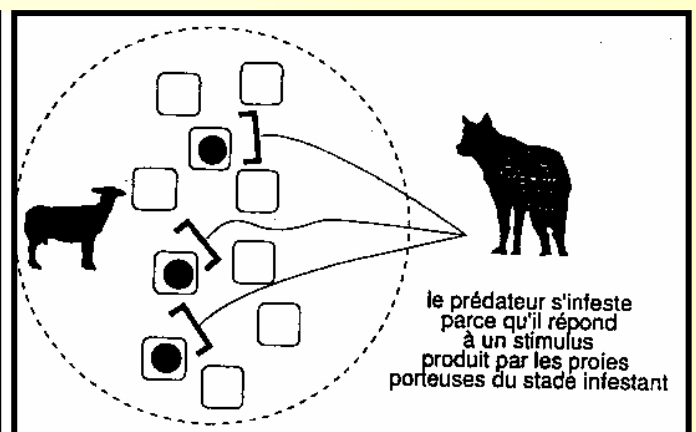 le prédateur s'infeste
parce qu'il répond
à un stimulus
produit par les proies
porteuses du stade infestant